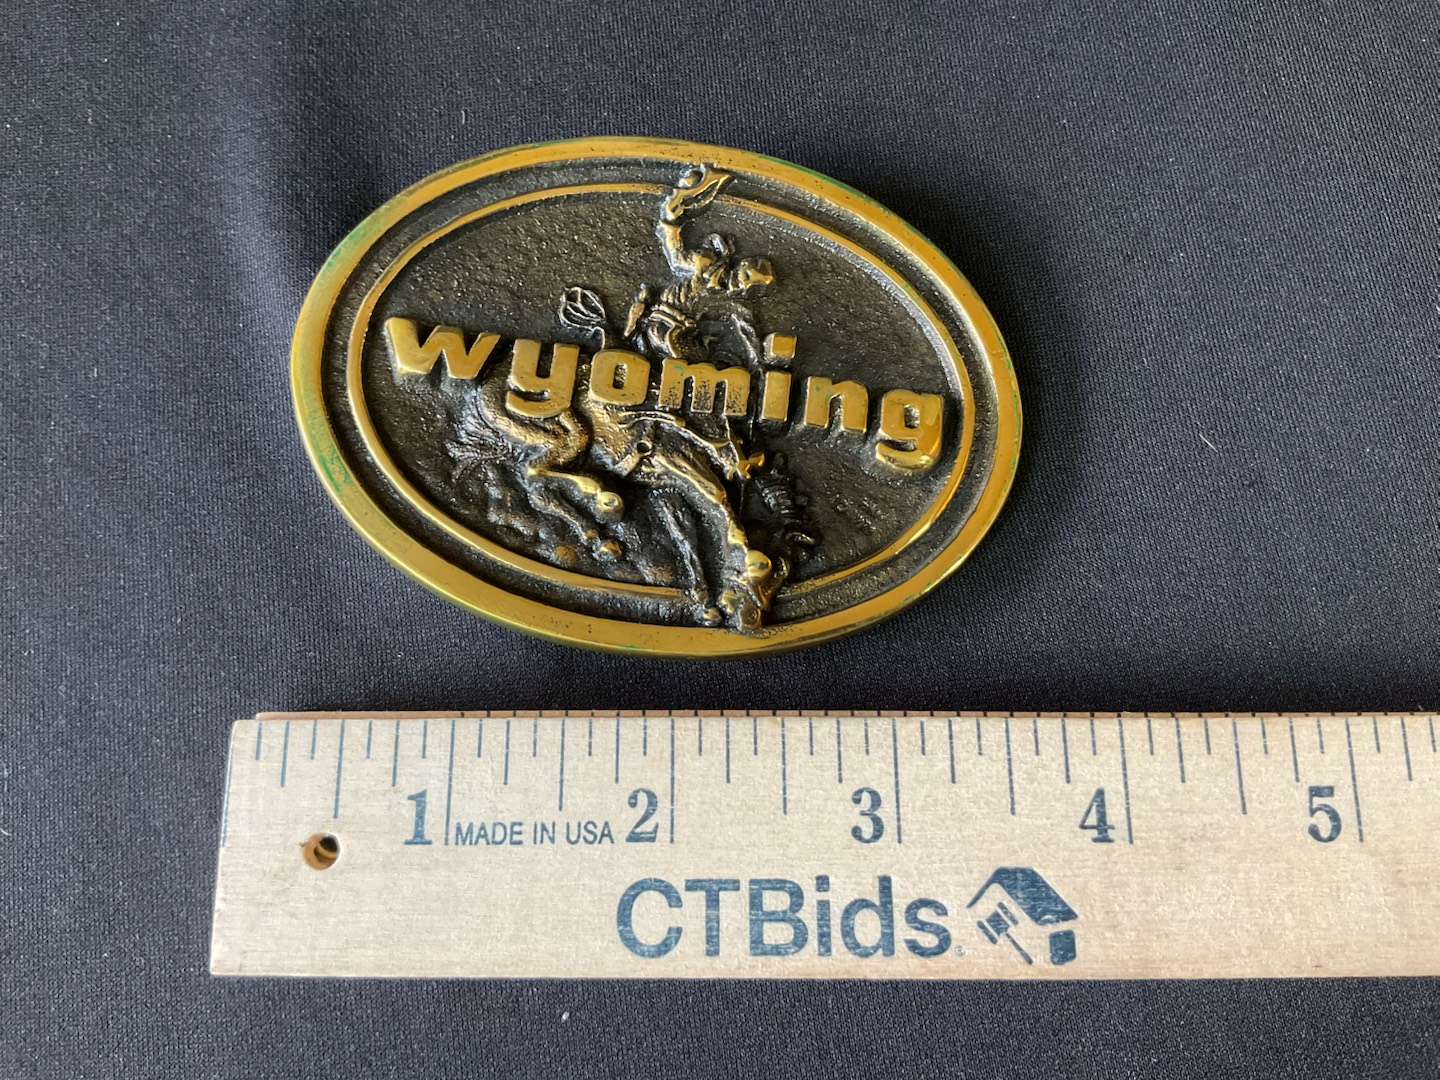 wyoming
1 MADE IN USA 2 3 4 5
CTBids